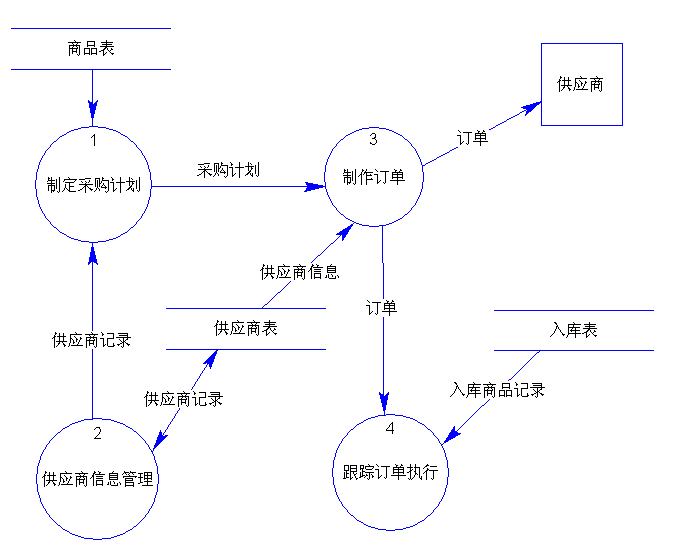 商品表
供应商
1
制定采购计划
采购计划
3
制作订单
订单
供应商信息
供应商记录
供应商表
订单
入库表
供应商记录
入库商品记录
2
供应商信息管理
4
跟踪订单执行